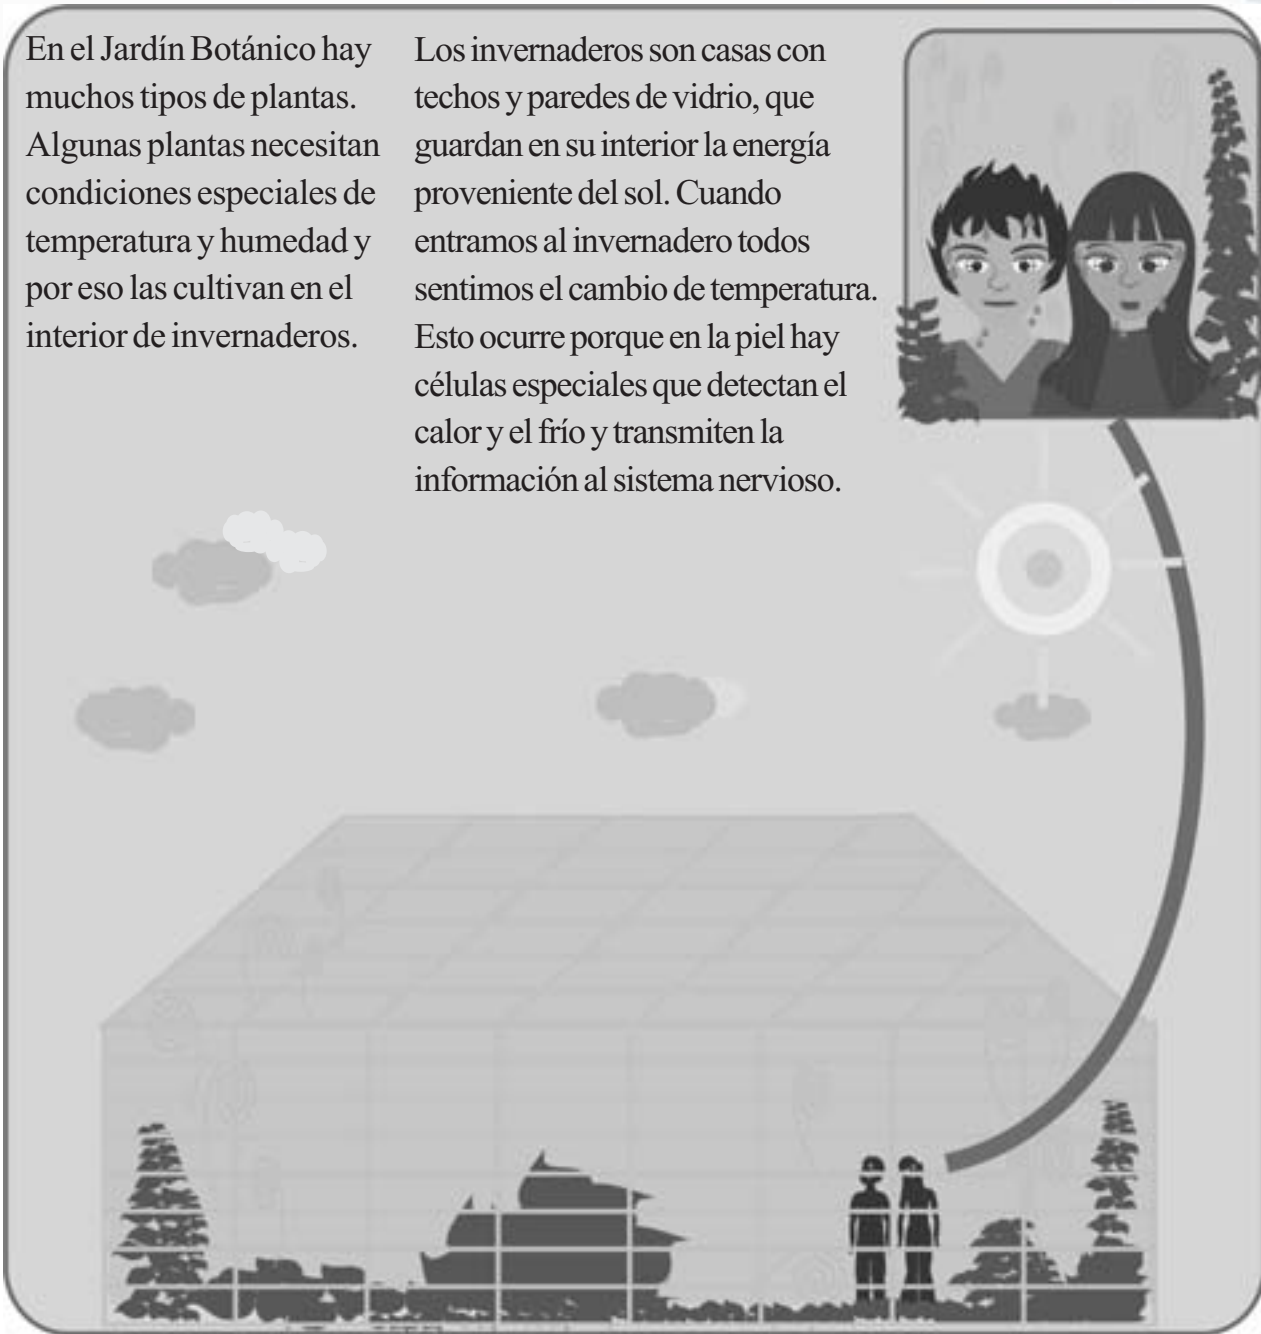 En el Jardín Botánico hay
muchos tipos de plantas.
Algunas plantas necesitan
condiciones especiales de
temperatura y humedad y
por eso las cultivan en el
interior de invernaderos.
Los invernaderos son casas con
techos y paredes de vidrio, que
guardan en su interior la energía
proveniente del sol. Cuando
entramos al invernadero todos
sentimos el cambio de temperatura.
Esto ocurre porque en la piel hay
células especiales que detectan el
calor y el frío y transmiten la
información al sistema nervioso.